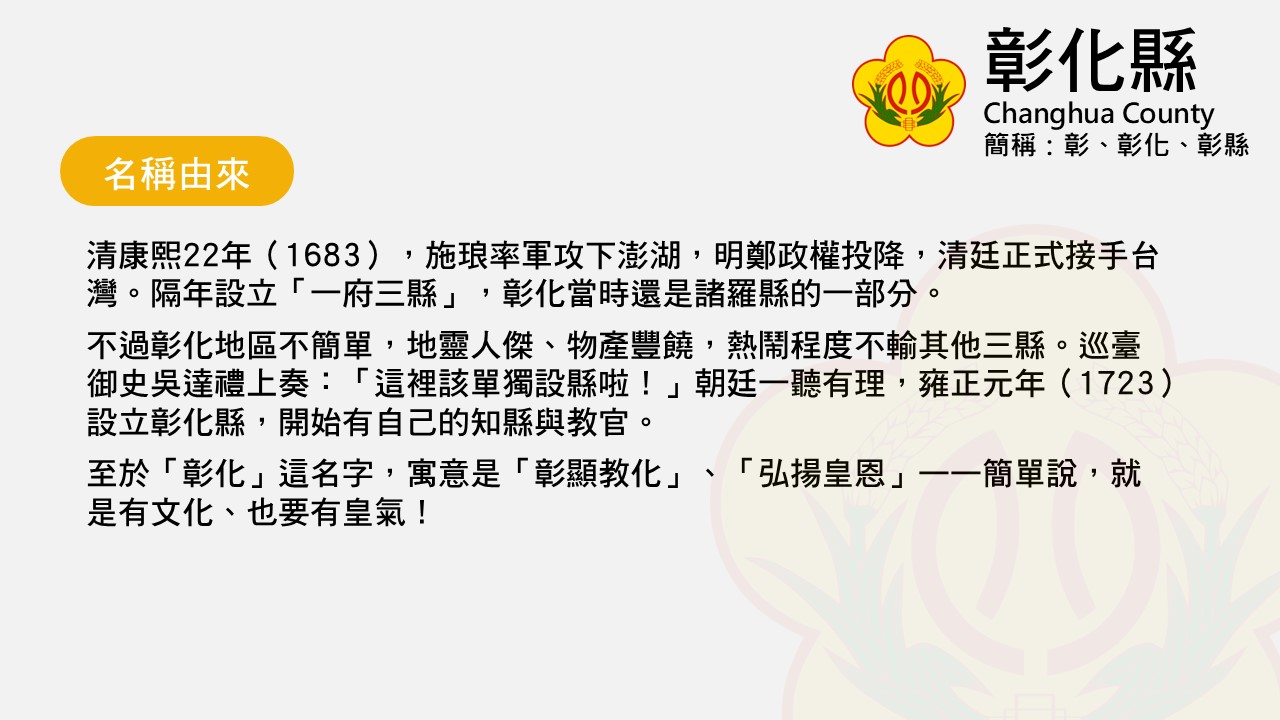 彰化縣
Changhua County
簡稱：彰、彰化、彰縣
名稱由來
清康熙22年（1683），施琅率軍攻下澎湖，明鄭政權投降，清廷正式接手台
灣。隔年設立「一府三縣」，彰化當時還是諸羅縣的一部分。
不過彰化地區不簡單，地靈人傑、物產豐饒，熱鬧程度不輸其他三縣。巡臺
御史吳達禮上奏：「這裡該單獨設縣啦！」朝廷一聽有理，雍正元年（1723）
設立彰化縣，開始有自己的知縣與教官。
至於「彰化」這名字，寓意是「彰顯教化」、「弘揚皇恩」——簡單說，就
是有文化、也要有皇氣！